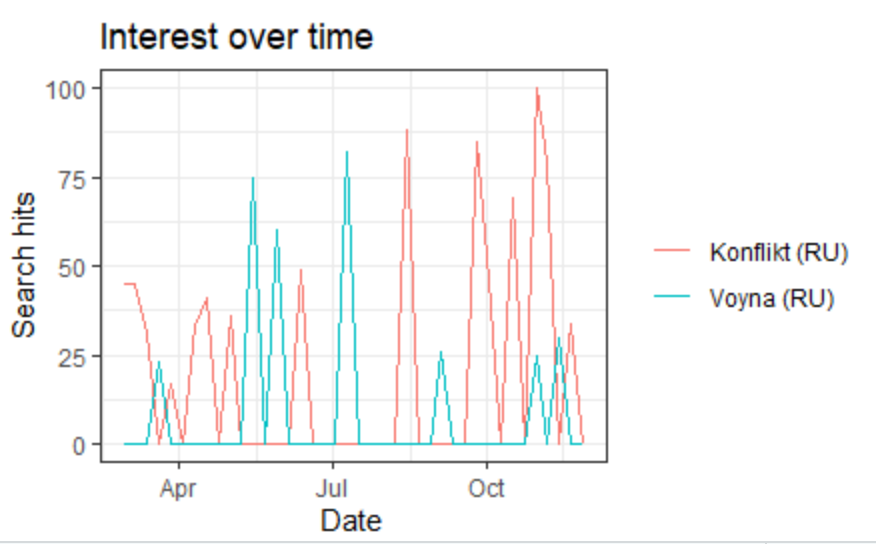 Interest over time
100
75
50
25
0
Search hits
Apr Jul Oct
Date
Konflikt (RU)
Voyna (RU)